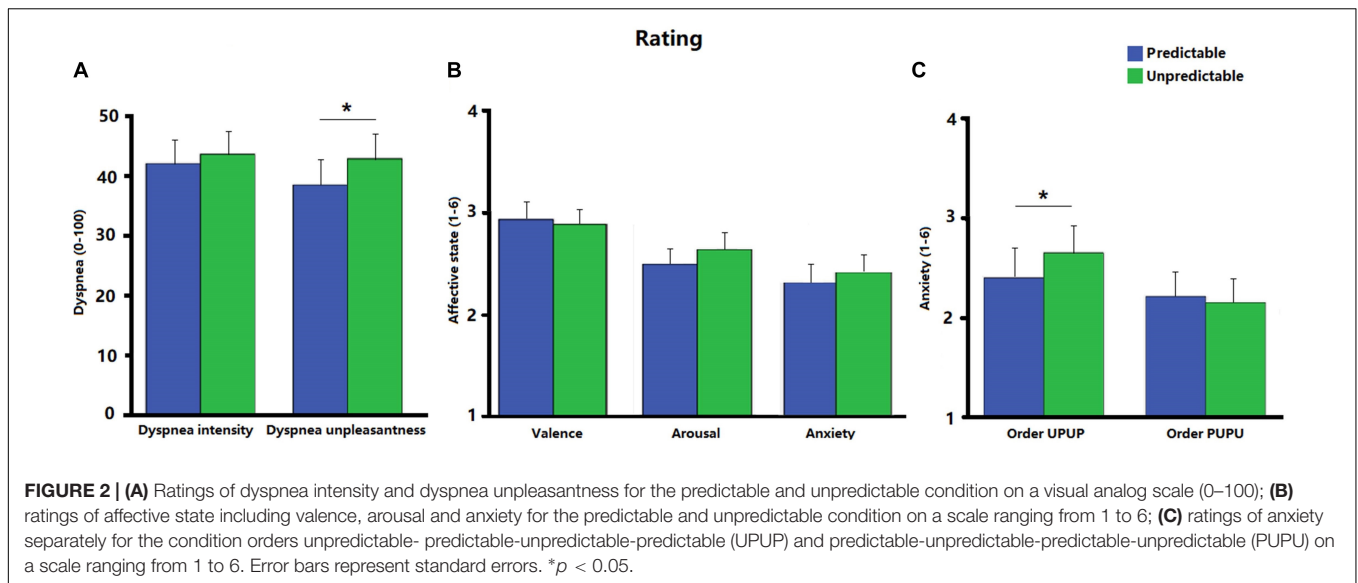 Rating
Predictable
Unpredictable
A
B
C
*
50
40
30
20
10
0
Dyspnea (0-100)
Dyspnea intensity
Dyspnea unpleasantness
4
3
2
1
Affective state (1-6)
Valence
Arousal
Anxiety
*
4
3
2
1
Anxiety (1-6)
Order UPUP
Order PUPU
FIGURE 2 | (A) Ratings of dyspnea intensity and dyspnea unpleasantness for the predictable and unpredictable condition on a visual analog scale (0–100); (B)
ratings of affective state including valence, arousal and anxiety for the predictable and unpredictable condition on a scale ranging from 1 to 6; (C) ratings of anxiety
separately for the condition orders unpredictable- predictable-unpredictable-predictable (UPUP) and predictable-unpredictable-predictable-unpredictable (PUPU) on
a scale ranging from 1 to 6. Error bars represent standard errors. *p < 0.05.